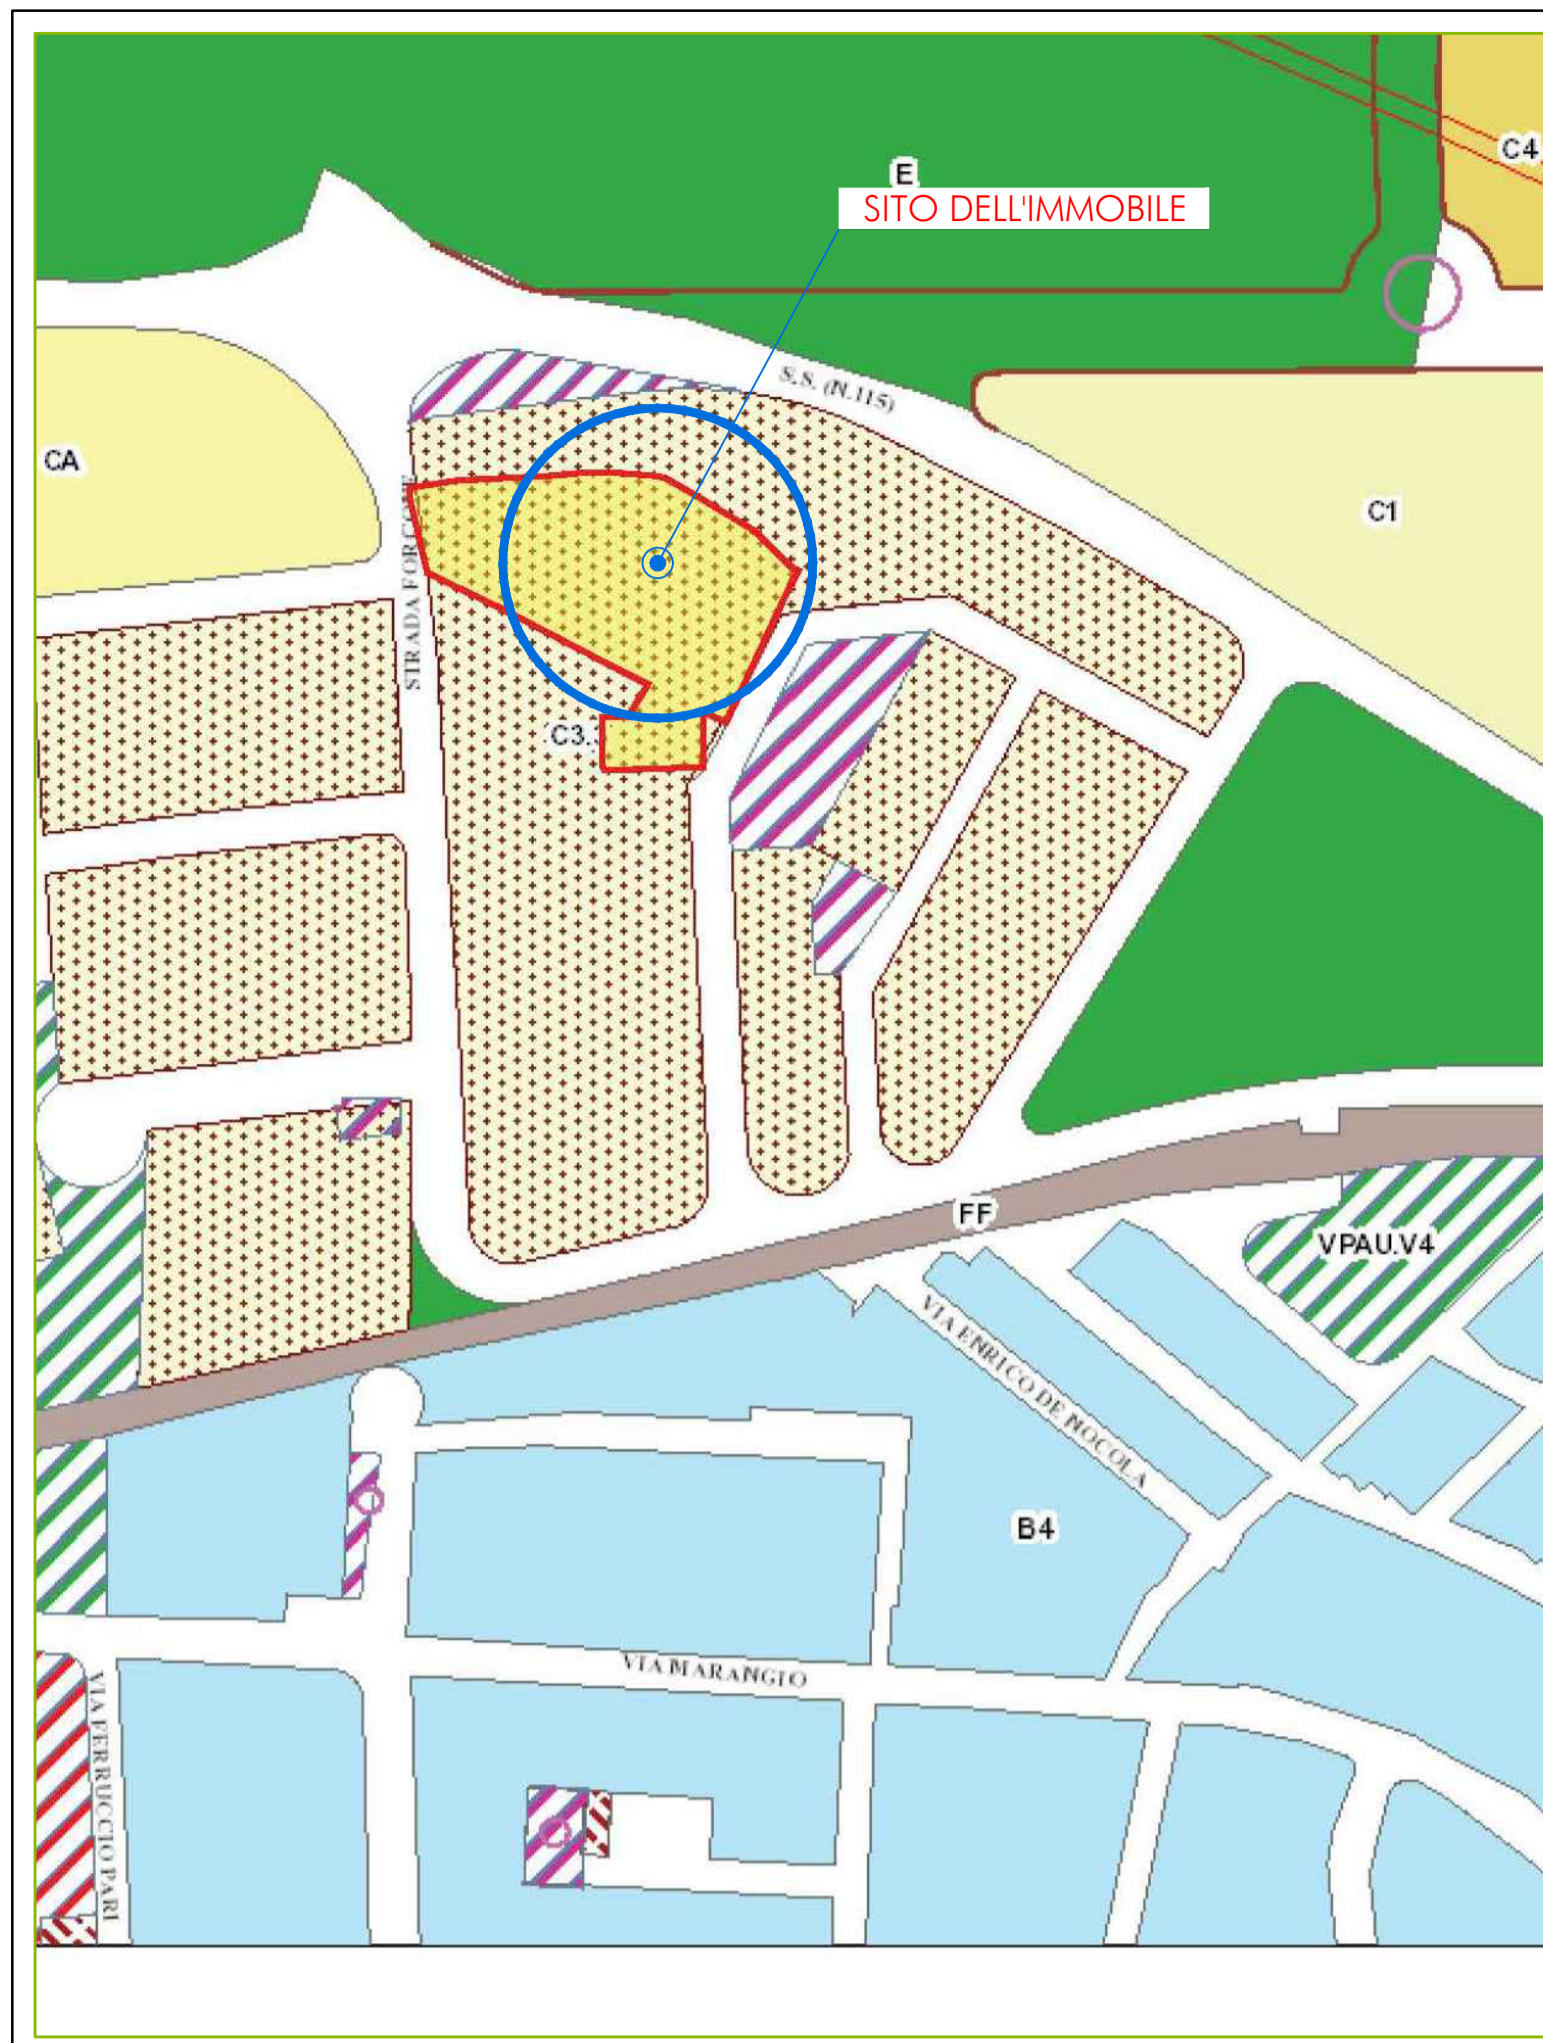 C4
E
SITO DELL'IMMOBILE
S.S. (N.115)
CA
C1
STRADA FORCONE
C3.
FF
VPAU.V4
VIA ENRICO DE NOCOLA
B4
VIA MARANGIO
VIA FERRUCCIO PARI